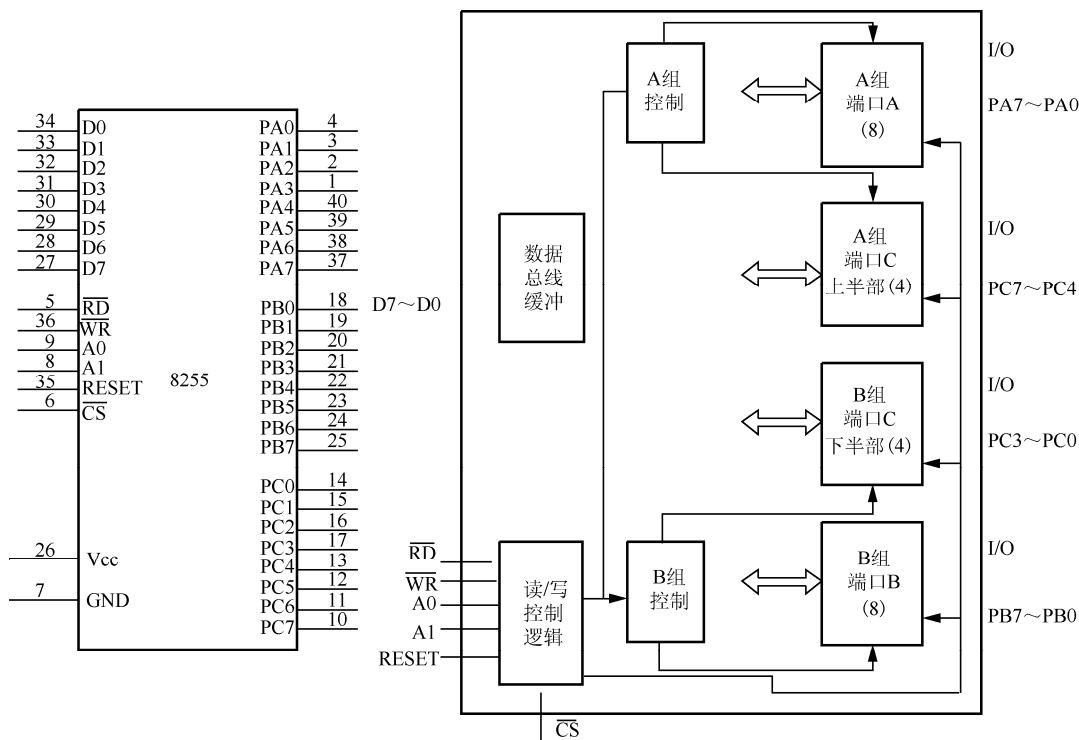 34 D0
33 D1
32 D2
31 D3
30 D4
29 D5
28 D6
27 D7
5 R̅D̅
36 W̅R̅
9 A0
8 A1
35 RESET
6 C̅S̅
26 Vcc
7 GND
8255
PA0 4
PA1 3
PA2 2
PA3 1
PA4 40
PA5 39
PA6 38
PA7 37
PB0 18
PB1 19
PB2 20
PB3 21
PB4 22
PB5 23
PB6 24
PB7 25
PC0 14
PC1 15
PC2 16
PC3 17
PC4 13
PC5 12
PC6 11
PC7 10
D7～D0
数据
总线
缓冲
R̅D̅
W̅R̅
A0
A1
RESET
C̅S̅
读/写
控制
逻辑
A组
控制
B组
控制
A组
端口A
(8)
I/O
PA7～PA0
A组
端口C
上半部(4)
I/O
PC7～PC4
B组
端口C
下半部(4)
I/O
PC3～PC0
B组
端口B
(8)
I/O
PB7～PB0